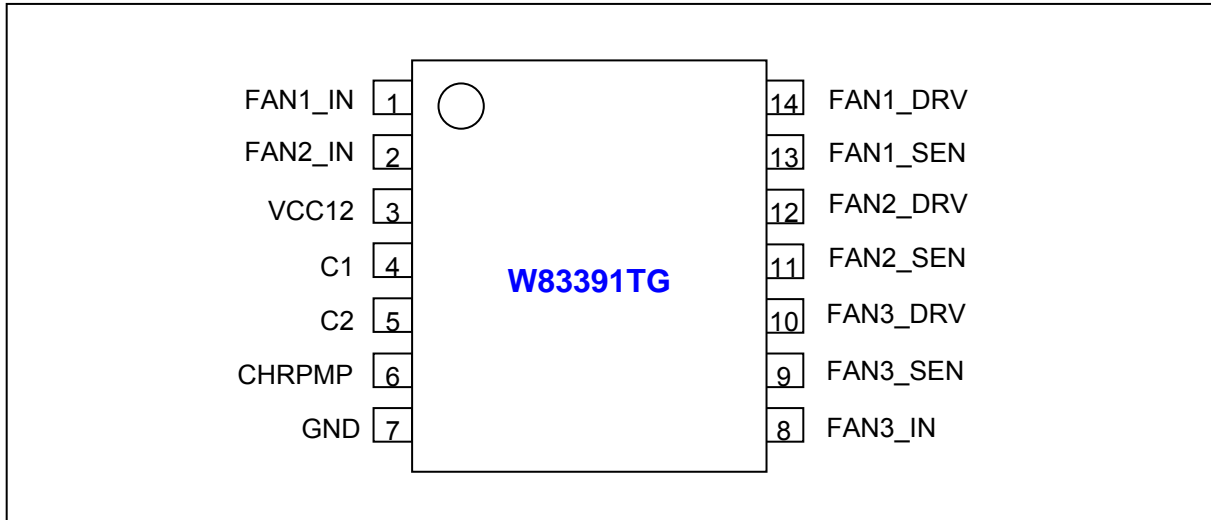 FAN1_IN 1 14 FAN1_DRV
FAN2_IN 2 13 FAN1_SEN
VCC12 3 12 FAN2_DRV
C1 4 11 FAN2_SEN
W83391TG
C2 5 10 FAN3_DRV
CHRPMP 6 9 FAN3_SEN
GND 7 8 FAN3_IN